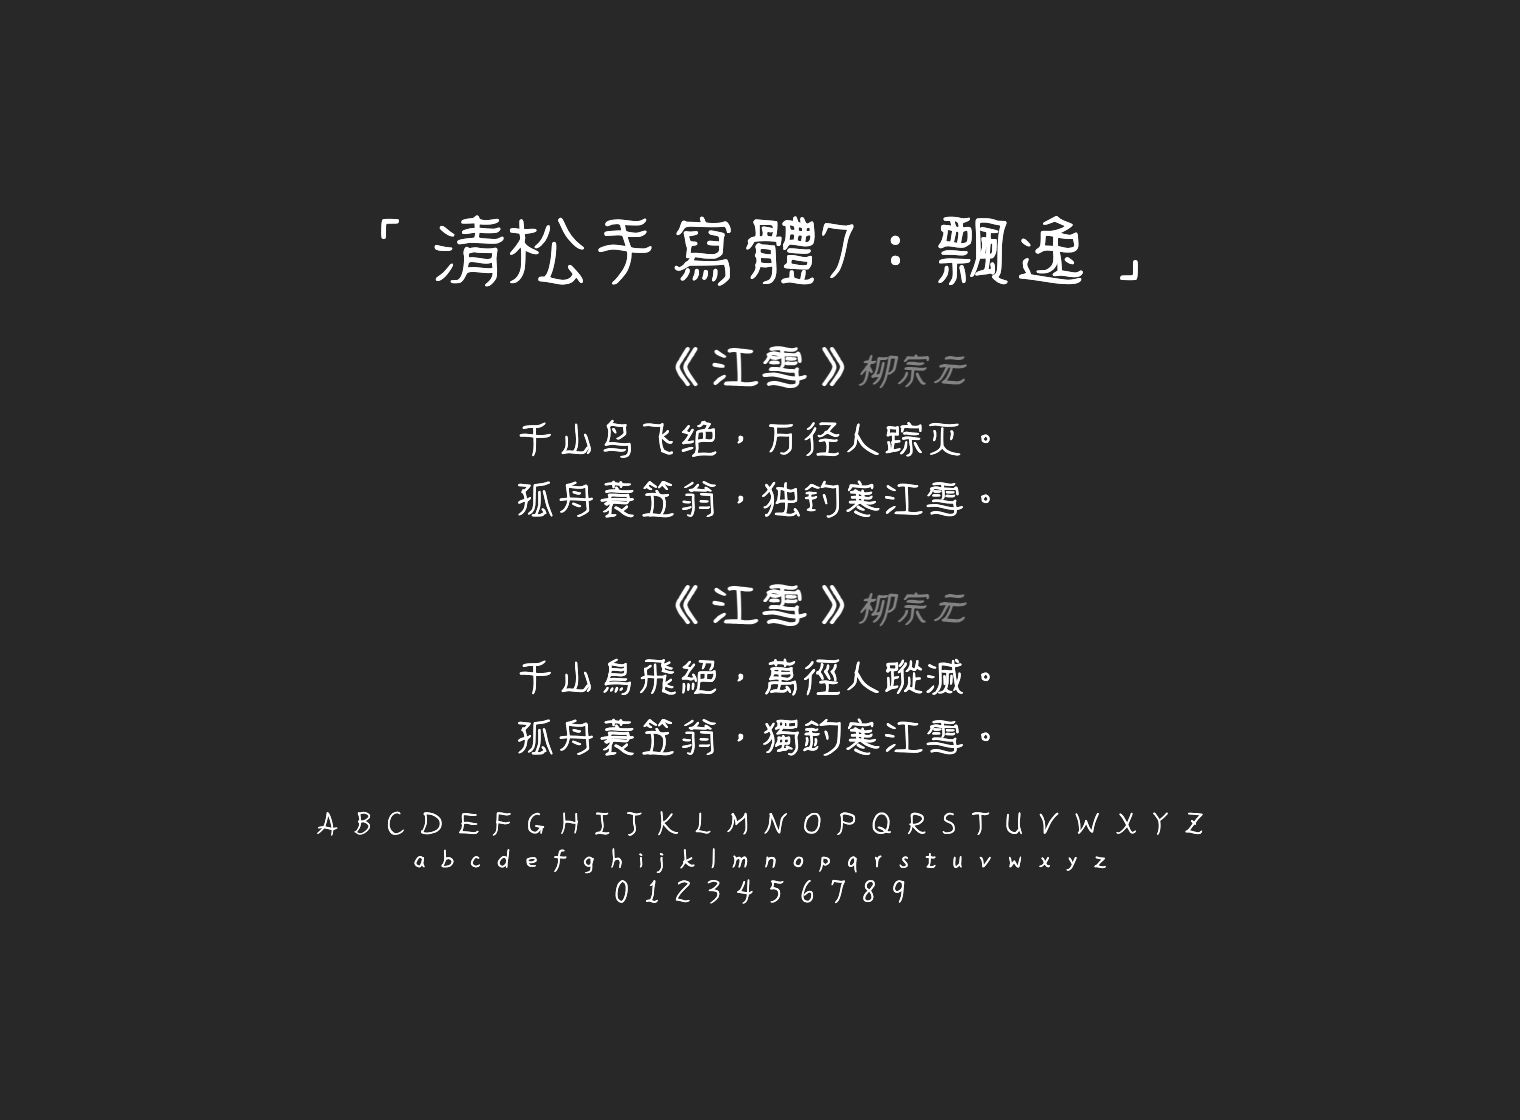 「清松手寫體7：飄逸」
《江雪》柳宗元
千山鸟飞绝，万径人踪灭。
孤舟蓑笠翁，独钓寒江雪。
《江雪》柳宗元
千山鳥飛絕，萬徑人蹤滅。
孤舟蓑笠翁，獨釣寒江雪。
A B C D E F G H I J K L M N O P Q R S T U V W X Y Z
a b c d e f g h i j k l m n o p q r s t u v w x y z
0 1 2 3 4 5 6 7 8 9